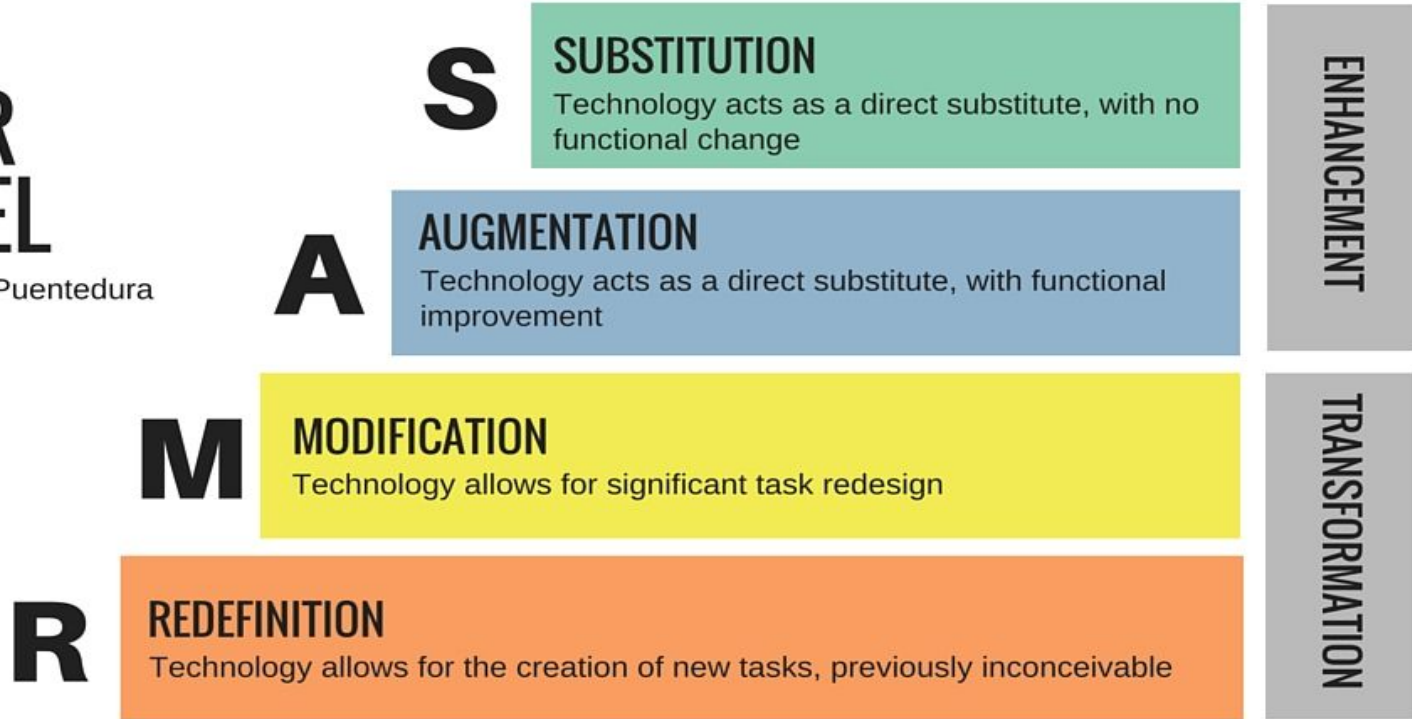 S
SUBSTITUTION
Technology acts as a direct substitute, with no
functional change
R
EL
Puentedura
A
AUGMENTATION
Technology acts as a direct substitute, with functional
improvement
ENHANCEMENT
M
MODIFICATION
Technology allows for significant task redesign
R
REDEFINITION
Technology allows for the creation of new tasks, previously inconceivable
TRANSFORMATION